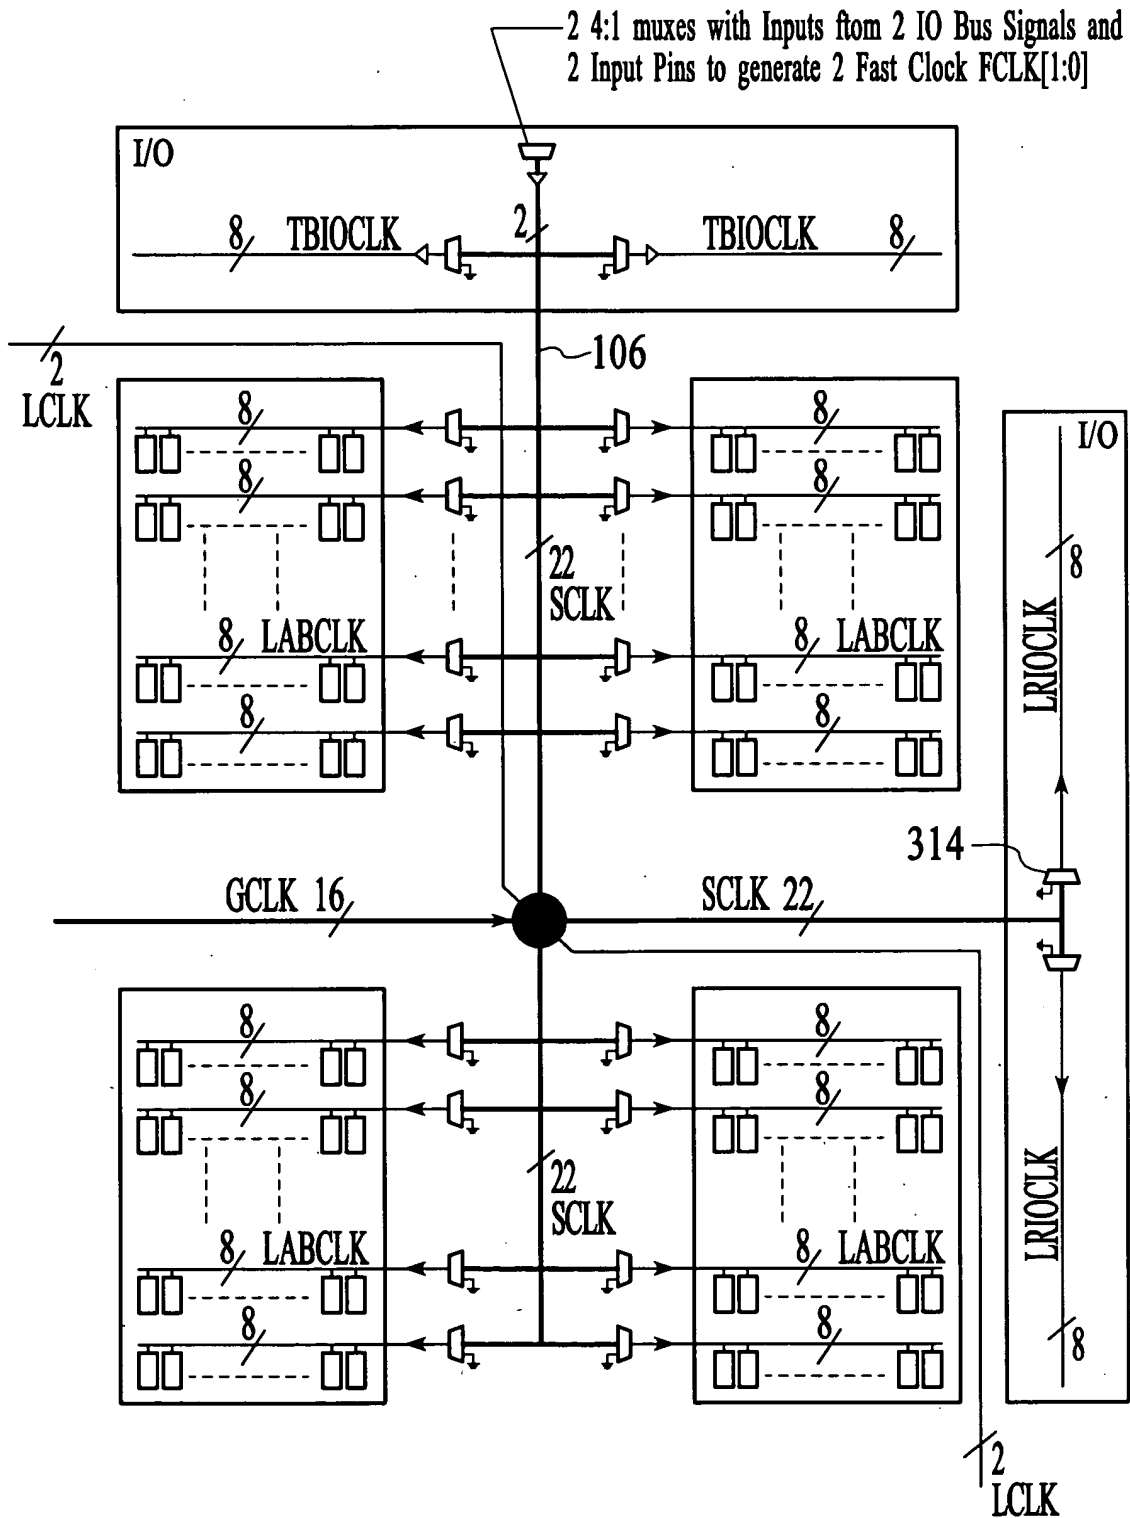 2 4:1 muxes with Inputs ftom 2 IO Bus Signals and
2 Input Pins to generate 2 Fast Clock FCLK[1:0]
I/O
8 TBIOCLK 2 TBIOCLK 8
106
2
LCLK
8 8
I/O
8 8
22
SCLK
8
8 LABCLK 8 LABCLK
LRIOCLK
8 8
314
GCLK 16 SCLK 22
8 8
8 8
22
SCLK
LRIOCLK
8 LABCLK 8 LABCLK
8 8
8
2
LCLK